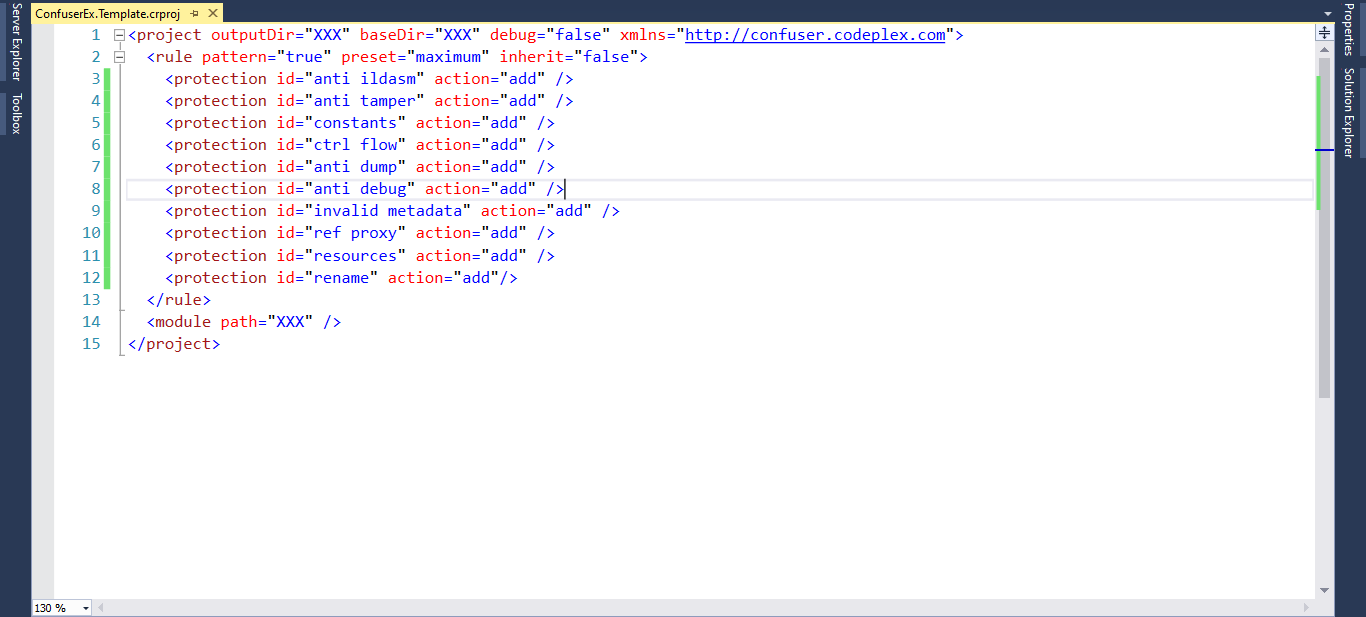 ConfuserEx.Template.crproj
Server Explorer
Toolbox
1 <project outputDir="XXX" baseDir="XXX" debug="false" xmlns="http://confuser.codeplex.com">
2 <rule pattern="true" preset="maximum" inherit="false">
3 <protection id="anti ildasm" action="add" />
4 <protection id="anti tamper" action="add" />
5 <protection id="constants" action="add" />
6 <protection id="ctrl flow" action="add" />
7 <protection id="anti dump" action="add" />
8 <protection id="anti debug" action="add" />
9 <protection id="invalid metadata" action="add" />
10 <protection id="ref proxy" action="add" />
11 <protection id="resources" action="add" />
12 <protection id="rename" action="add"/>
13 </rule>
14 <module path="XXX" />
15 </project>
Properties
Solution Explorer
130 %